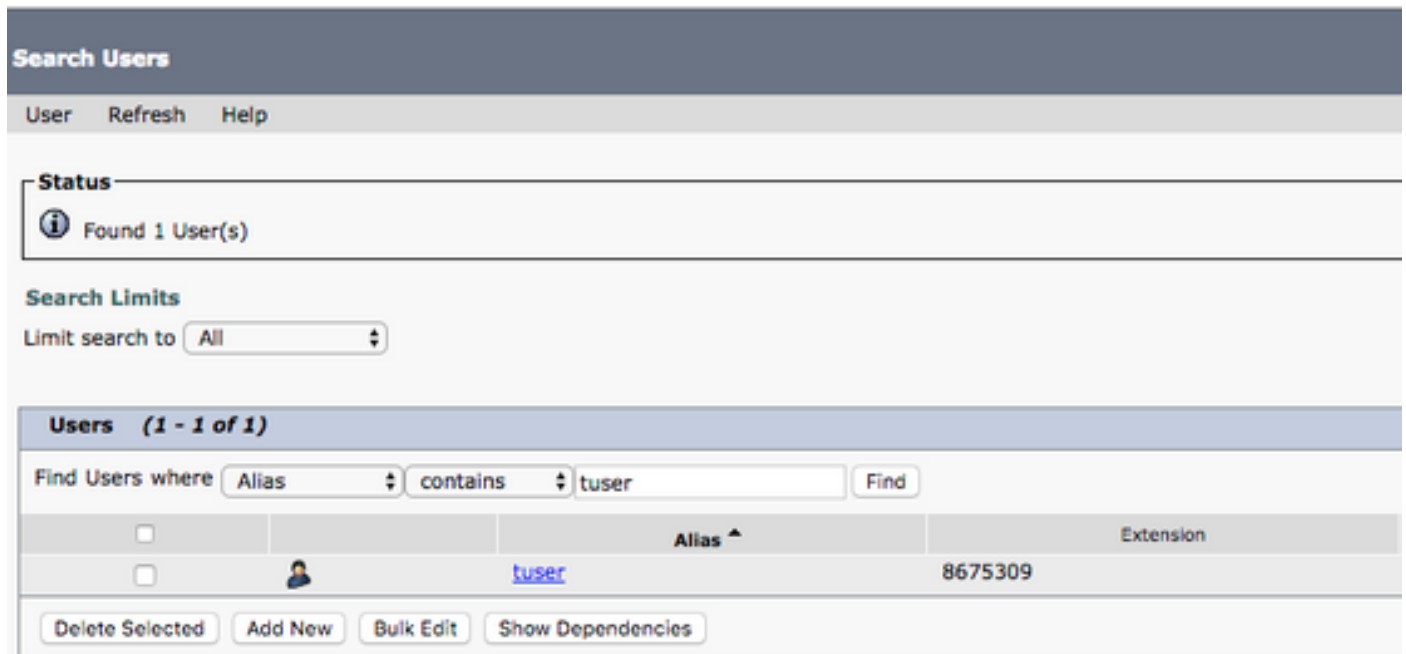 Search Users
User Refresh Help
Status
Found 1 User(s)
Search Limits
Limit search to All
Users (1 - 1 of 1)
Find Users where Alias contains tuser Find
Alias Extension
tuser 8675309
Delete Selected Add New Bulk Edit Show Dependencies